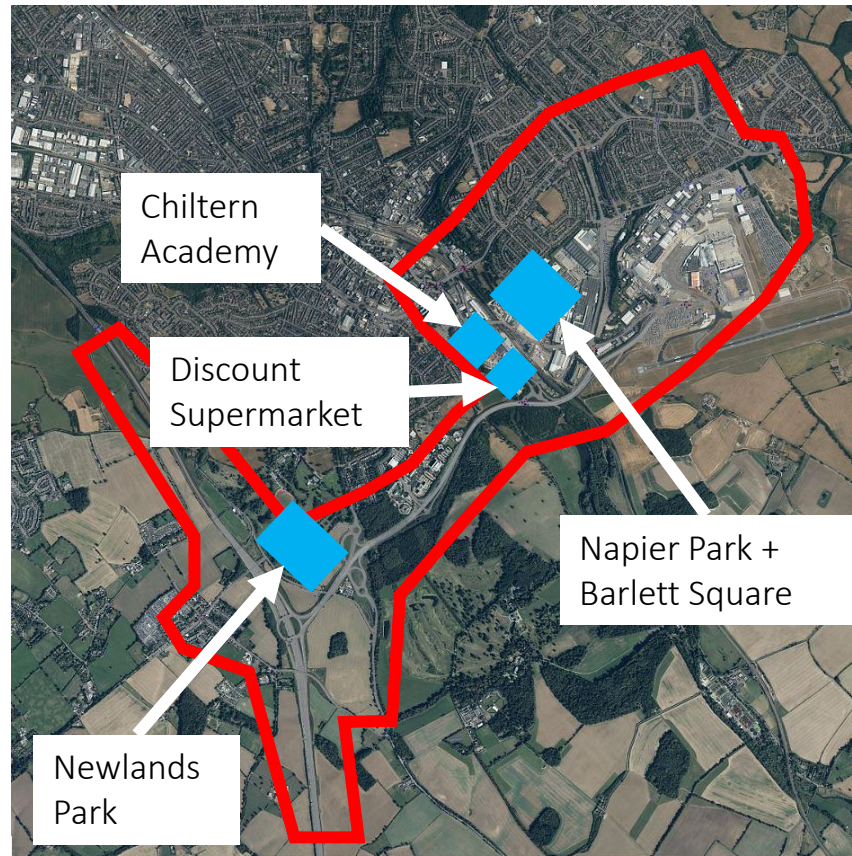 Chiltern
Academy
Discount
Supermarket
Napier Park +
Barlett Square
Newlands
Park